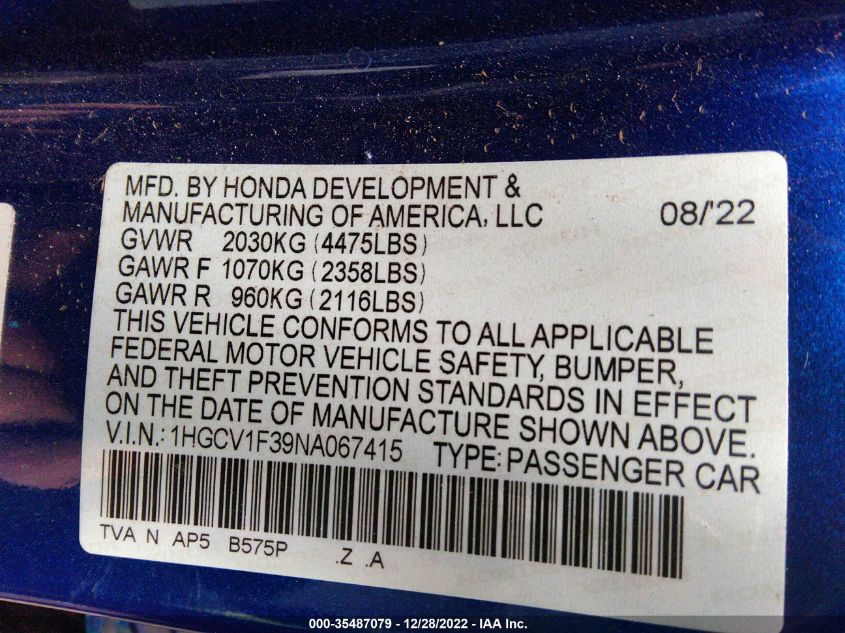 MFD. BY HONDA DEVELOPMENT &
MANUFACTURING OF AMERICA, LLC 08/'22
GVWR 2030KG (4475LBS)
GAWR F 1070KG (2358LBS)
GAWR R 960KG (2116LBS)
THIS VEHICLE CONFORMS TO ALL APPLICABLE
FEDERAL MOTOR VEHICLE SAFETY, BUMPER,
AND THEFT PREVENTION STANDARDS IN EFFECT
ON THE DATE OF MANUFACTURE SHOWN ABOVE.
V.I.N.: 1HGCV1F39NA067415 TYPE: PASSENGER CAR
TVA N AP5 B575P .Z .A
000-35487079 - 12/28/2022 - IAA Inc.